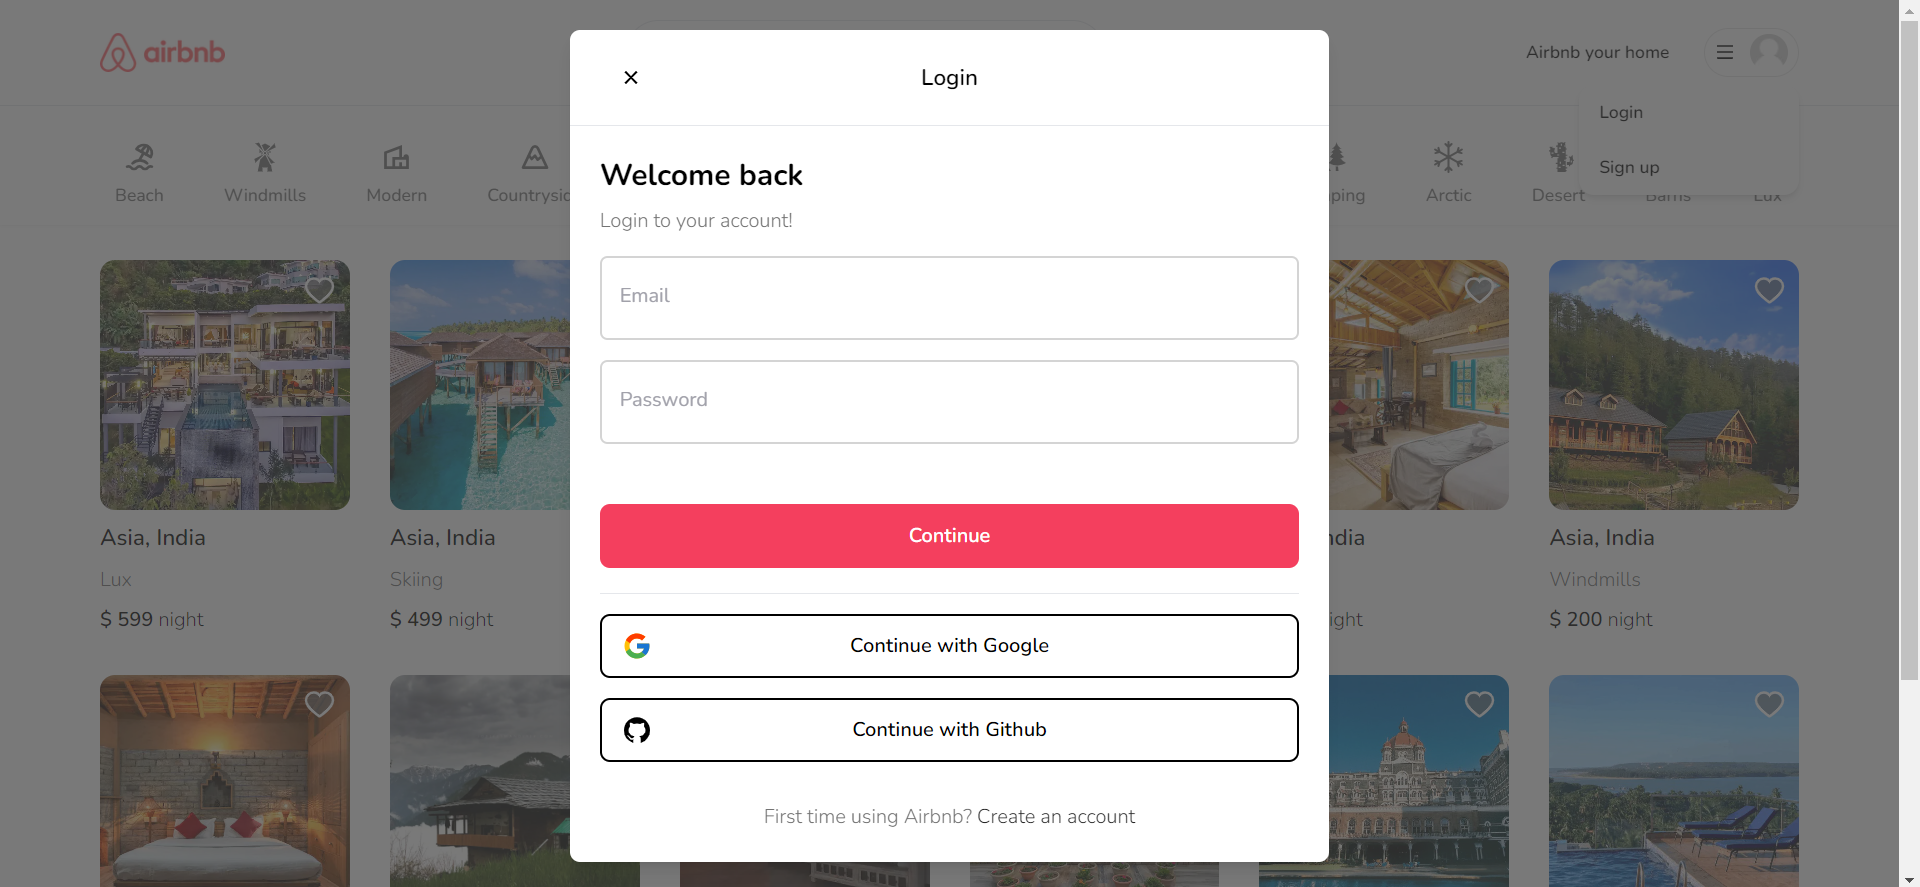 airbnb
Airbnb your home
Login
Sign up
Beach
Windmills
Modern
Countrysid
ping
Arctic
Desert
Barns
Lux
Login
Welcome back
Login to your account!
Email
Password
Continue
Continue with Google
Continue with Github
First time using Airbnb? Create an account
Asia, India
Lux
$ 599 night
Asia, India
Skiing
$ 499 night
ndia
ight
Asia, India
Windmills
$ 200 night